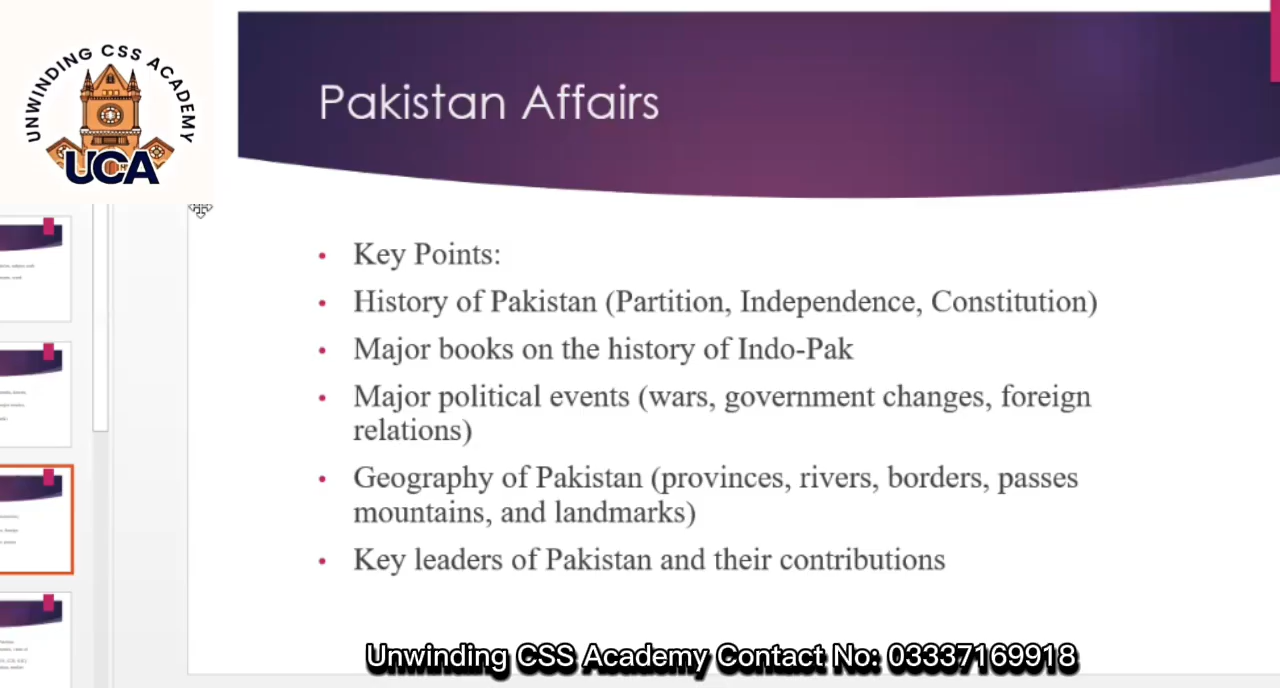 UNWINDING CSS ACADEMY
UCA
Pakistan Affairs
• Key Points:
• History of Pakistan (Partition, Independence, Constitution)
• Major books on the history of Indo-Pak
• Major political events (wars, government changes, foreign
relations)
• Geography of Pakistan (provinces, rivers, borders, passes
mountains, and landmarks)
• Key leaders of Pakistan and their contributions
Unwinding CSS Academy Contact No: 03337169918